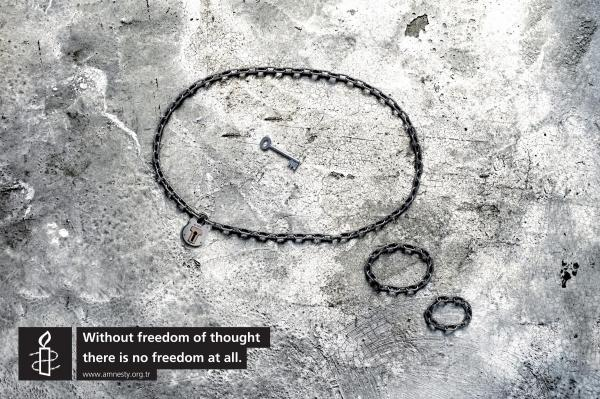 Without freedom of thought
there is no freedom at all.
www.amnesty.org.tr